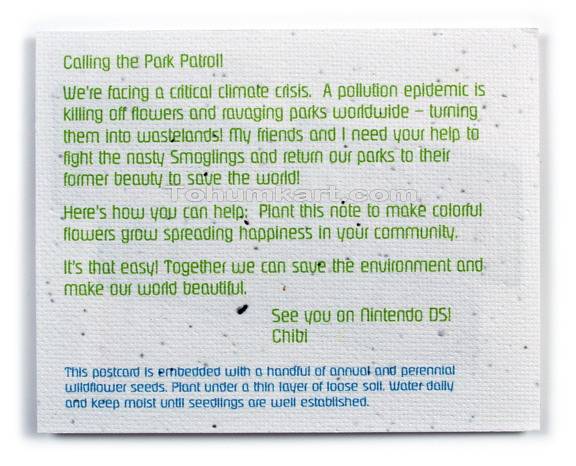 Calling the Park Patrol!
We're facing a critical climate crisis. A pollution epidemic is
killing off flowers and ravaging parks worldwide – turning
them into wastelands! My friends and I need your help to
fight the nasty Smoglings and return our parks to their
former beauty to save the world!
Tohumkart.com
Here's how you can help: Plant this note to make colorful
flowers grow spreading happiness in your community.
It's that easy! Together we can save the environment and
make our world beautiful.
See you on Nintendo DS!
Chibi
This postcard is embedded with a handful of annual and perennial
wildflower seeds. Plant under a thin layer of loose soil. Water daily
and keep moist until seedlings are well established.